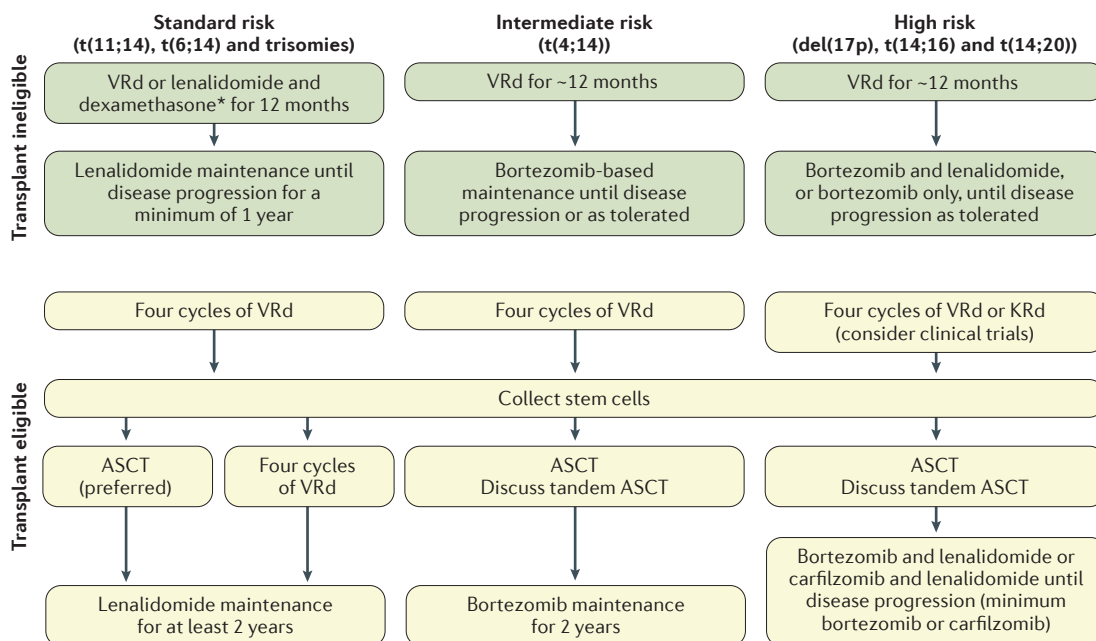 Standard risk
(t(11;14), t(6;14) and trisomies)
Intermediate risk
(t(4;14))
High risk
(del(17p), t(14;16) and t(14;20))
Transplant ineligible
VRd or lenalidomide and
dexamethasone* for 12 months
VRd for ~12 months
VRd for ~12 months
Lenalidomide maintenance until
disease progression for a
minimum of 1 year
Bortezomib-based
maintenance until disease
progression or as tolerated
Bortezomib and lenalidomide,
or bortezomib only, until disease
progression as tolerated
Transplant eligible
Four cycles of VRd
Four cycles of VRd
Four cycles of VRd or KRd
(consider clinical trials)
Collect stem cells
ASCT
(preferred)
Four cycles
of VRd
ASCT
Discuss tandem ASCT
ASCT
Discuss tandem ASCT
Lenalidomide maintenance
for at least 2 years
Bortezomib maintenance
for 2 years
Bortezomib and lenalidomide or
carfilzomib and lenalidomide until
disease progression (minimum
bortezomib or carfilzomib)